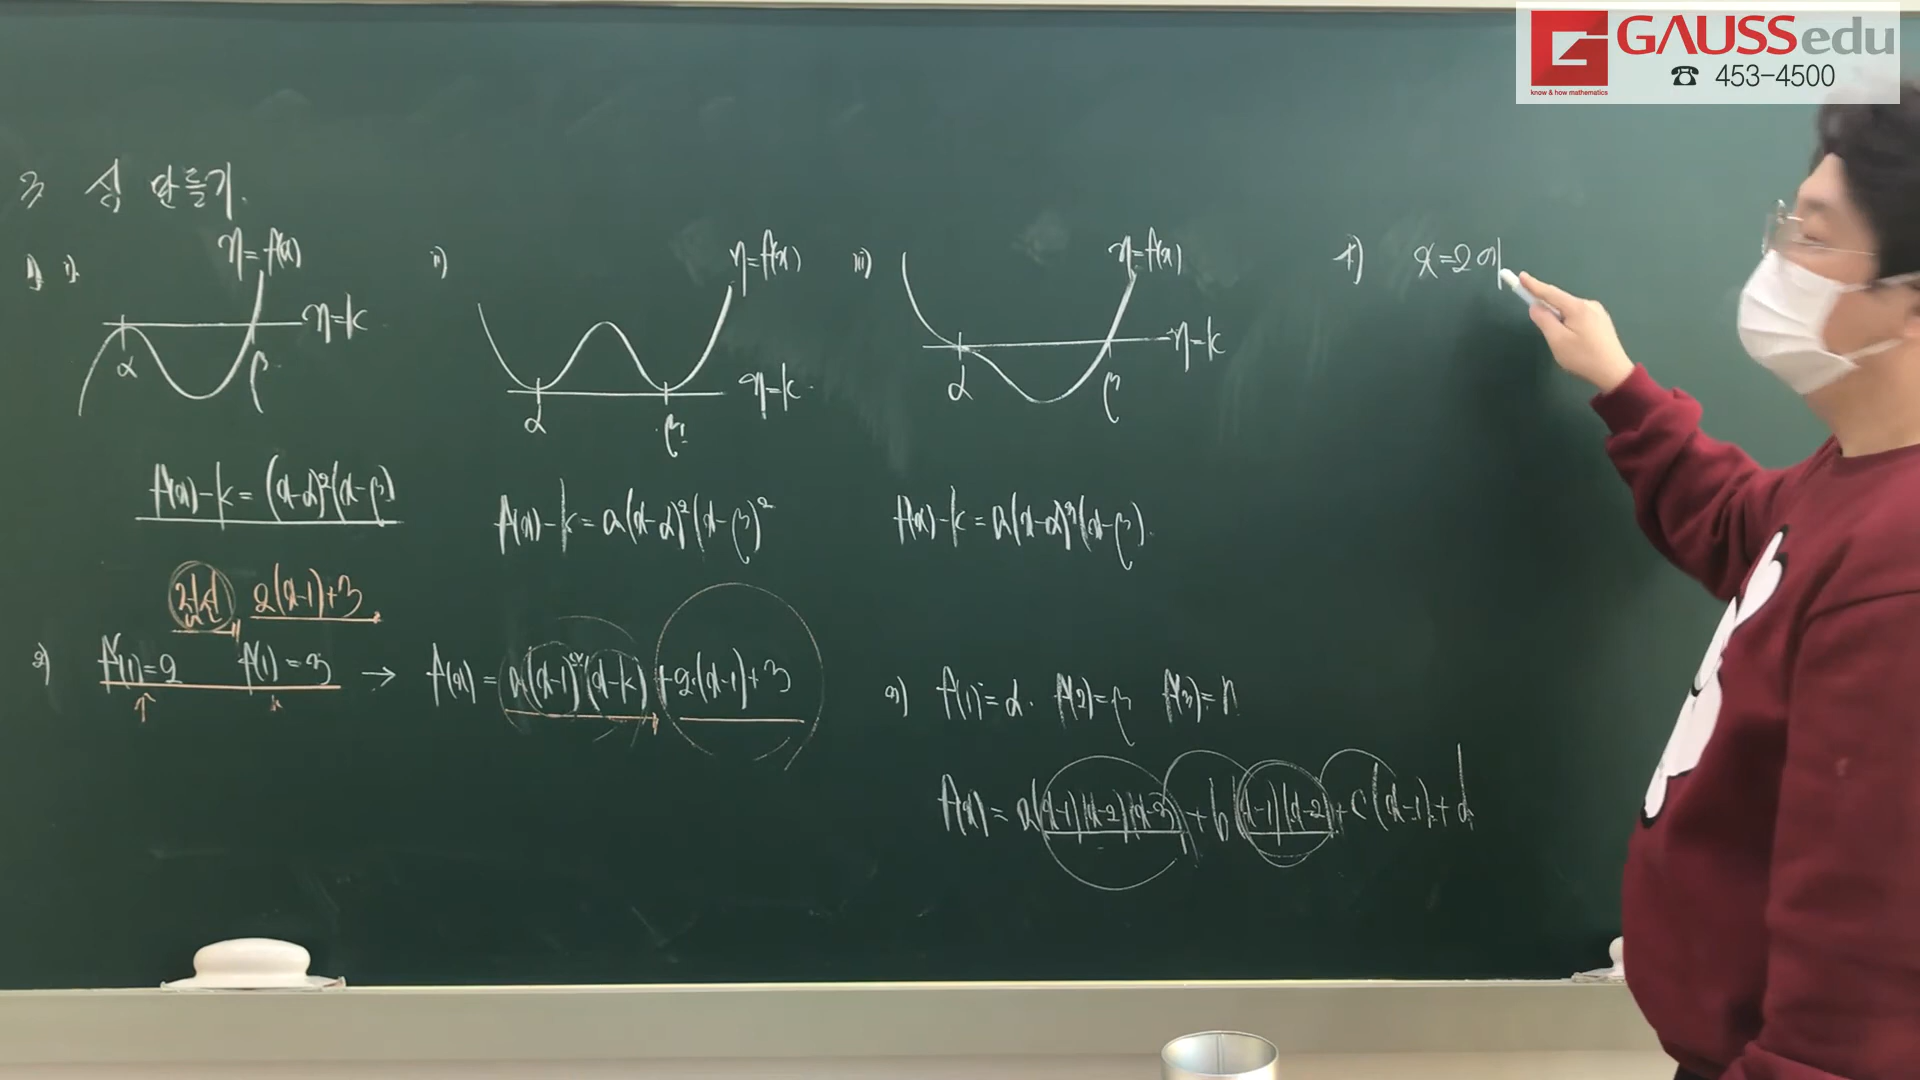 GAUSSedu
know & how mathematics
☎ 453-4500
3. 식 만들기.
1) i) y=f(x)
y=k
α β
f(x)-k=(x-α)²(x-β)
ii) y=f(x)
y=k
α β
f(x)-k=a(x-α)²(x-β)²
iii) y=f(x)
y=k
α β
f(x)-k=a(x-α)³(x-β)
2(x-1)+3
2) f'(1)=2 f(1)=3 → f(x)=a(x-1)²(x-k)+2(x-1)+3
3) f(1)=α. f(2)=β f(3)=r
f(x)=a(x-1)(x-2)(x-3)+b(x-1)(x-2)+c(x-1)+d
4) x=2에